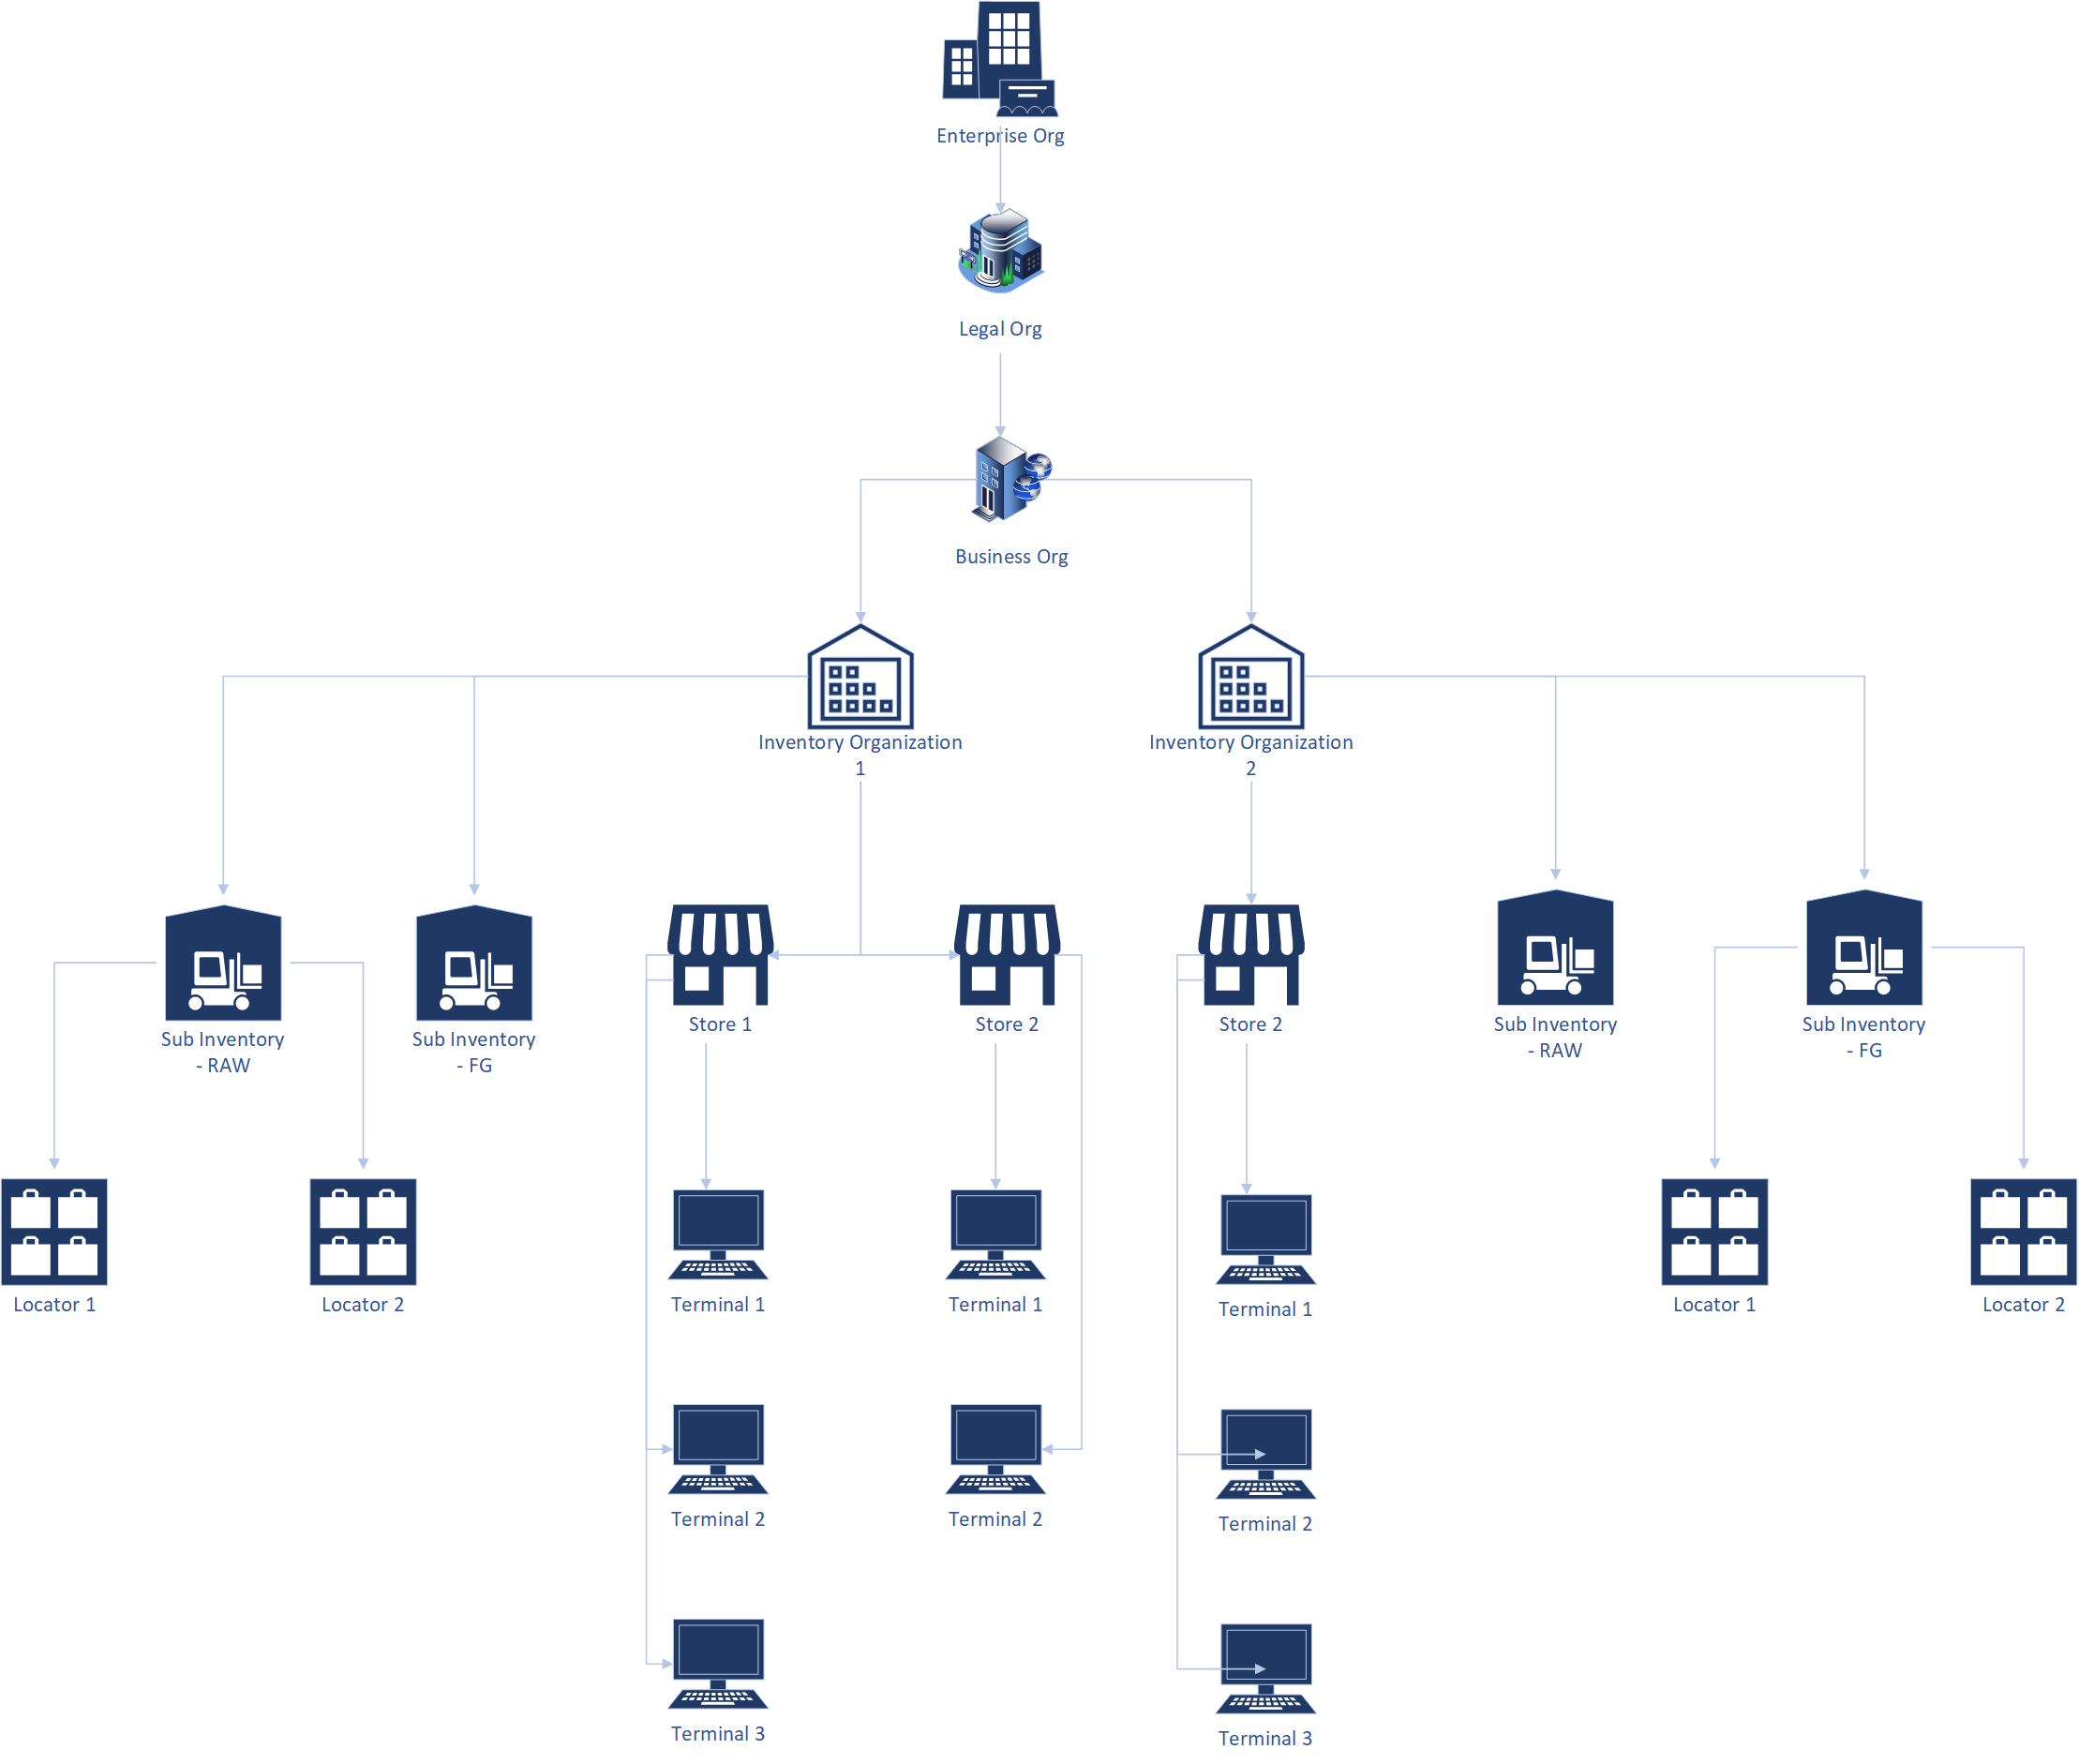 Enterprise Org
Legal Org
Business Org
Inventory Organization
1
Inventory Organization
2
Sub Inventory
- RAW
Sub Inventory
- FG
Store 1
Store 2
Store 2
Sub Inventory
- RAW
Sub Inventory
- FG
Locator 1
Locator 2
Terminal 1
Terminal 1
Terminal 1
Locator 1
Locator 2
Terminal 2
Terminal 2
Terminal 2
Terminal 3
Terminal 3